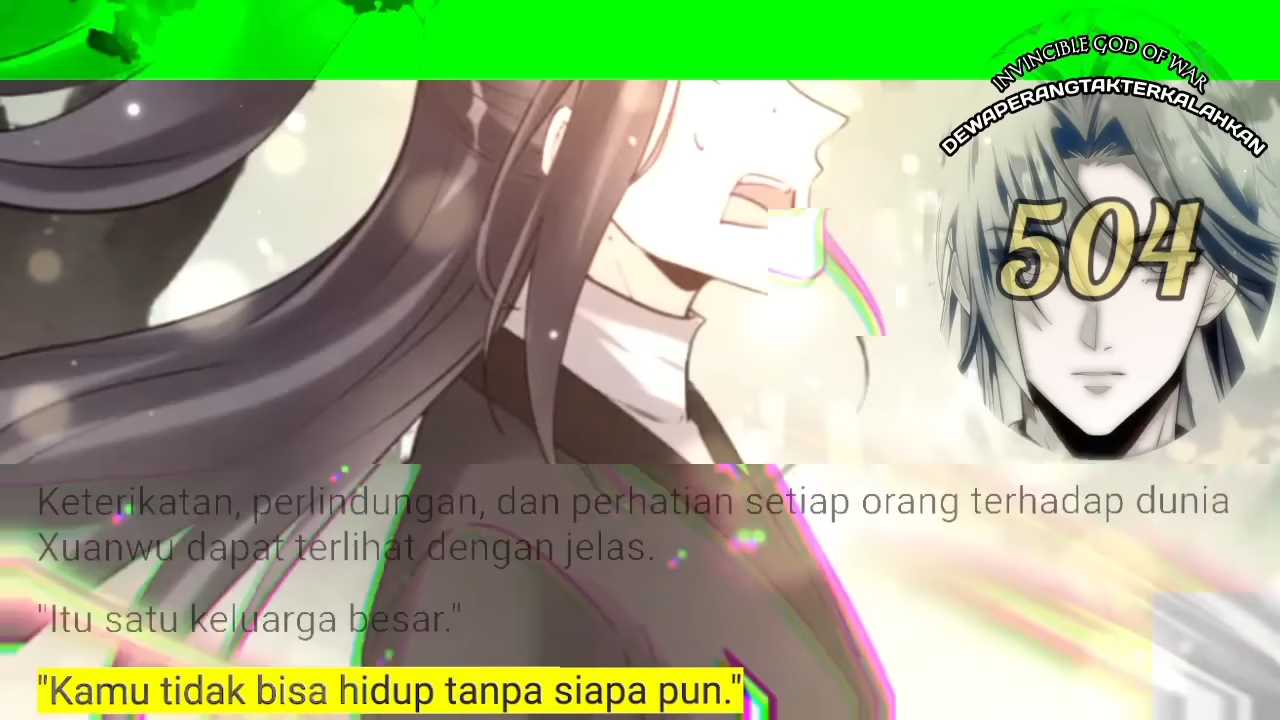 INVINCIBLE GOD OF WAR
DEWAPERANGTAKTERKALAHKAN
504
Keterikatan, perlindungan, dan perhatian setiap orang terhadap dunia
Xuanwu dapat terlihat dengan jelas.
"Itu satu keluarga besar."
"Kamu tidak bisa hidup tanpa siapa pun."